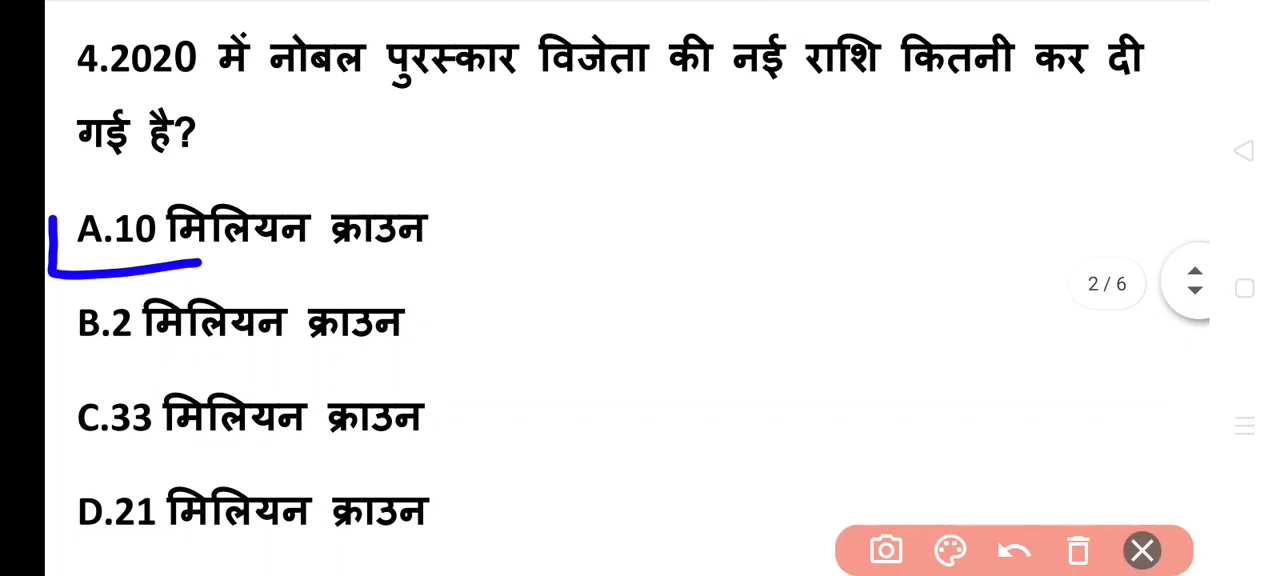 4.2020 में नोबल पुरस्कार विजेता की नई राशि कितनी कर दी
गई है?
A.10 मिलियन क्राउन
2 / 6
B.2 मिलियन क्राउन
C.33 मिलियन क्राउन
D.21 मिलियन क्राउन